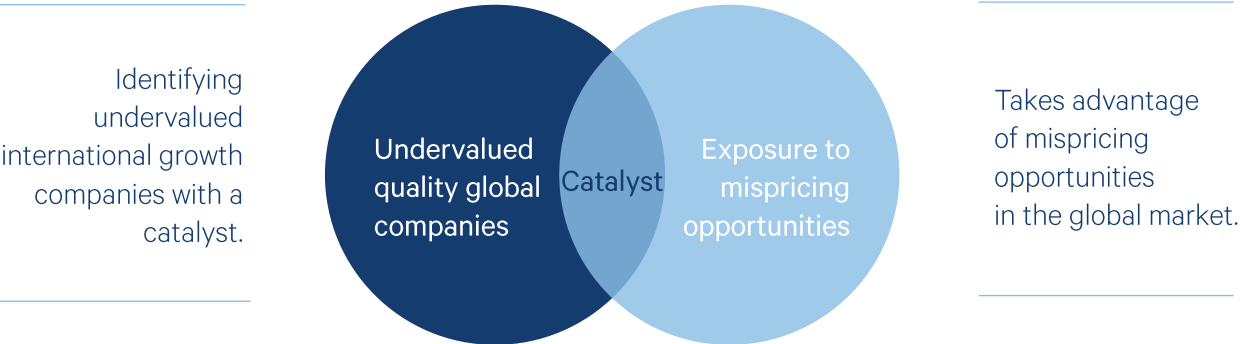 Identifying
undervalued
international growth
companies with a
catalyst.
Undervalued
quality global
companies
Catalyst
Exposure to
mispricing
opportunities
Takes advantage
of mispricing
opportunities
in the global market.